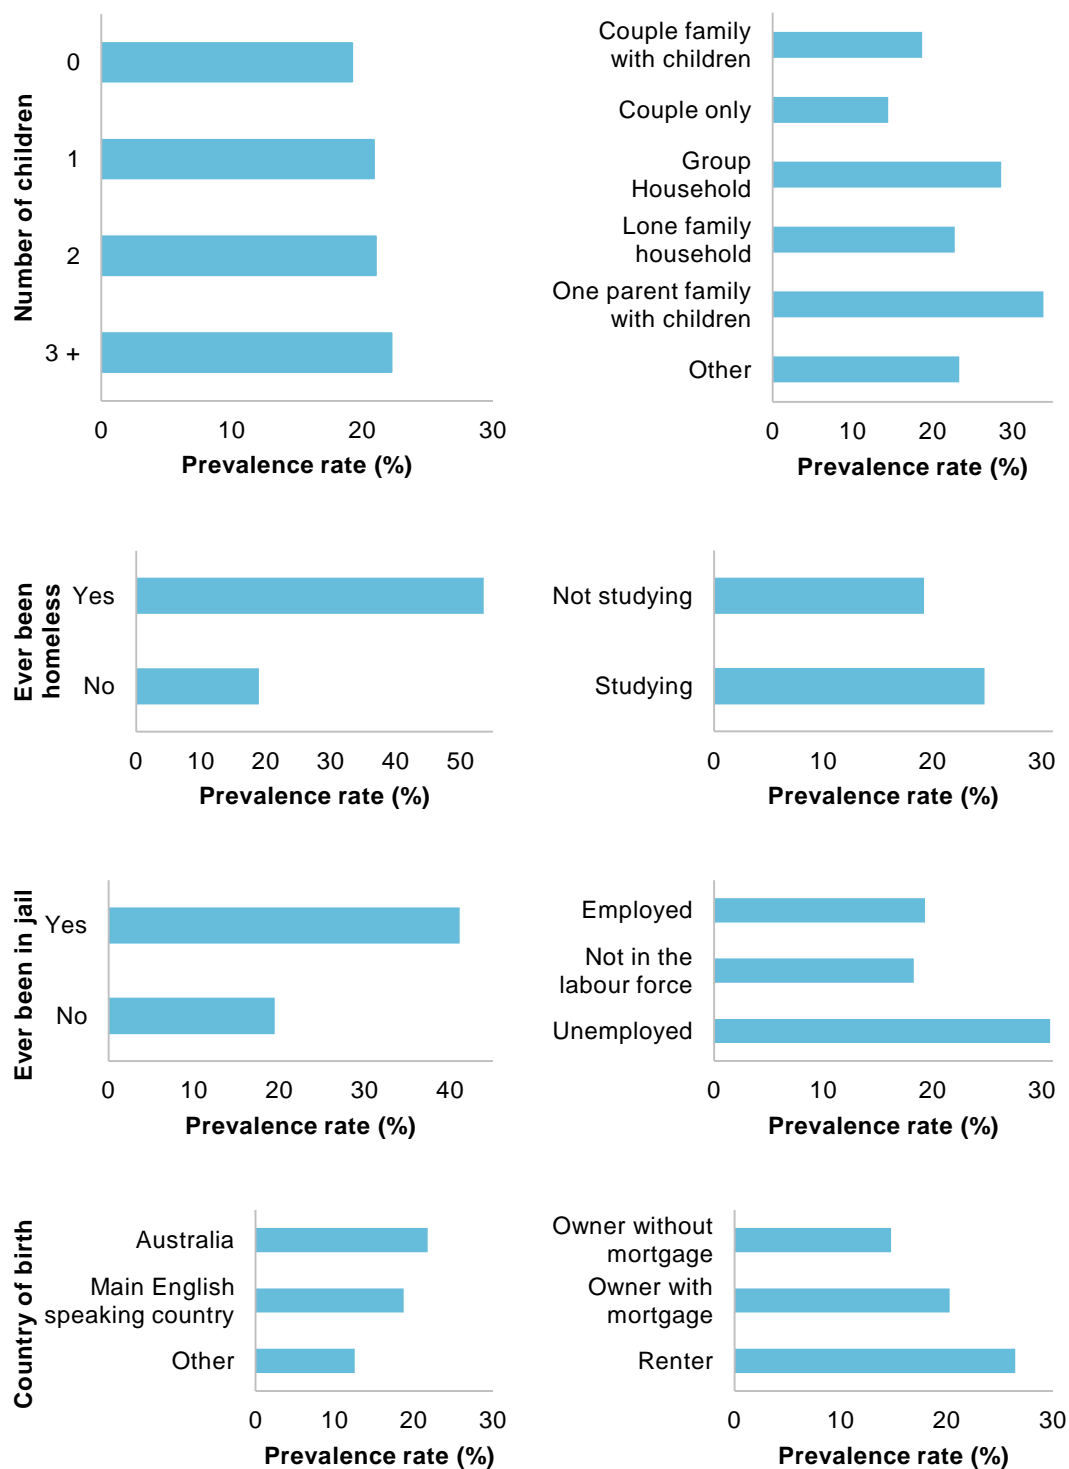 Number of children
0
1
2
3 +
0 10 20 30
Prevalence rate (%)
Couple family
with children
Couple only
Group
Household
Lone family
household
One parent family
with children
Other
0 10 20 30
Prevalence rate (%)
Ever been
homeless
Yes
No
0 10 20 30 40 50
Prevalence rate (%)
Not studying
Studying
0 10 20 30
Prevalence rate (%)
Ever been in jail
Yes
No
0 10 20 30 40
Prevalence rate (%)
Employed
Not in the
labour force
Unemployed
0 10 20 30
Prevalence rate (%)
Country of birth
Australia
Main English
speaking country
Other
0 10 20 30
Prevalence rate (%)
Owner without
mortgage
Owner with
mortgage
Renter
0 10 20 30
Prevalence rate (%)